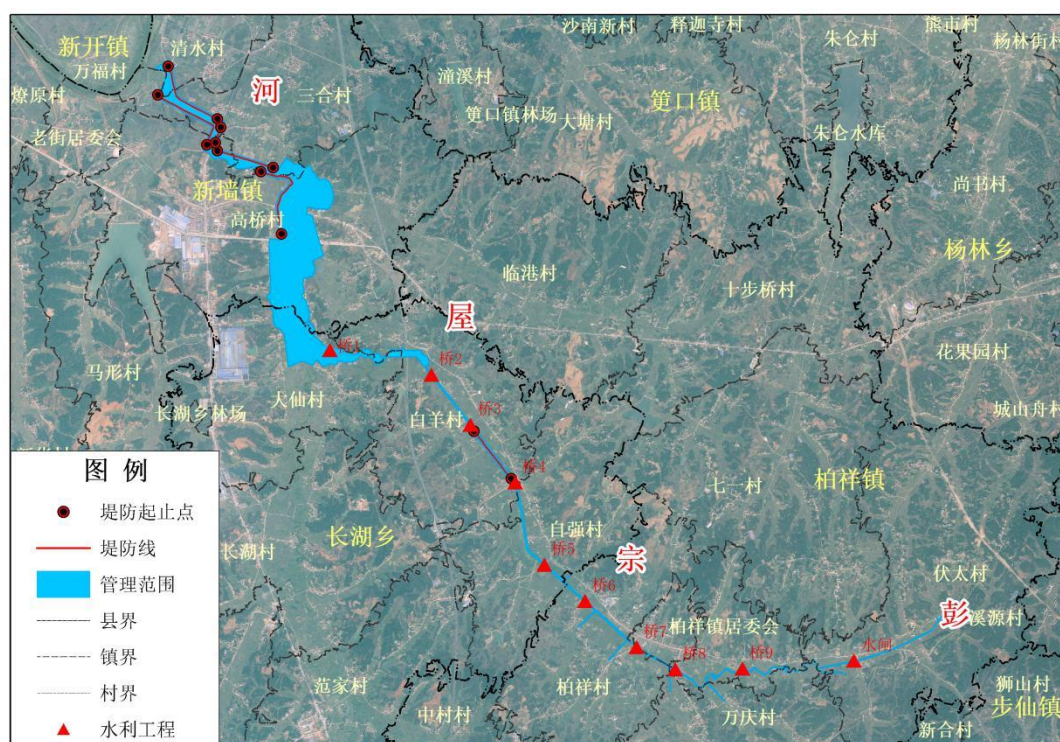 沙南新村
释迦寺村
熊市村
新开镇
清水村
朱仑村
杨林街村
万福村
潼溪村
河
三合村
筻口镇
燎原村
筻口镇林场
大塘村
老街居委会
朱仑水库
新墙镇
尚书村
高桥村
杨林乡
临港村
十步桥村
屋
桥1
桥2
花果园村
马形村
犬仙村
长湖乡林场
白羊村
桥3
城山舟村
图 例
桥4
七一村
柏祥镇
堤防起止点
长湖乡
自强村
堤防线
长湖村
桥5
宗
管理范围
桥6
伏太村
县界
彭
溪源村
桥7
柏祥镇居委会
镇界
桥8
桥9
水闸
村界
范家村
柏祥村
狮山村
步仙镇
中村村
万庆村
新合村
水利工程